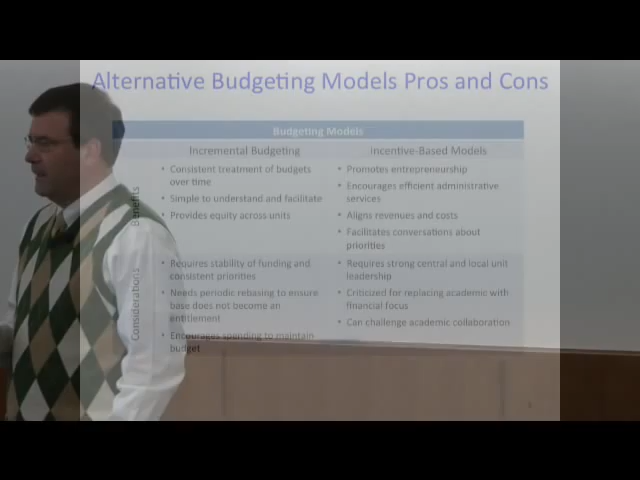 Alternative Budgeting Models Pros and Cons
Budgeting Models
Incremental Budgeting
Incentive-Based Models
Benefits
• Consistent treatment of budgets
over time
• Simple to understand and facilitate
• Provides equity across units
• Promotes entrepreneurship
• Encourages efficient administrative
services
• Aligns revenues and costs
• Facilitates conversations about
priorities
Considerations
• Requires stability of funding and
consistent priorities
• Needs periodic rebasing to ensure
base does not become an
entitlement
• Encourages spending to maintain
budget
• Requires strong central and local unit
leadership
• Criticized for replacing academic with
financial focus
• Can challenge academic collaboration